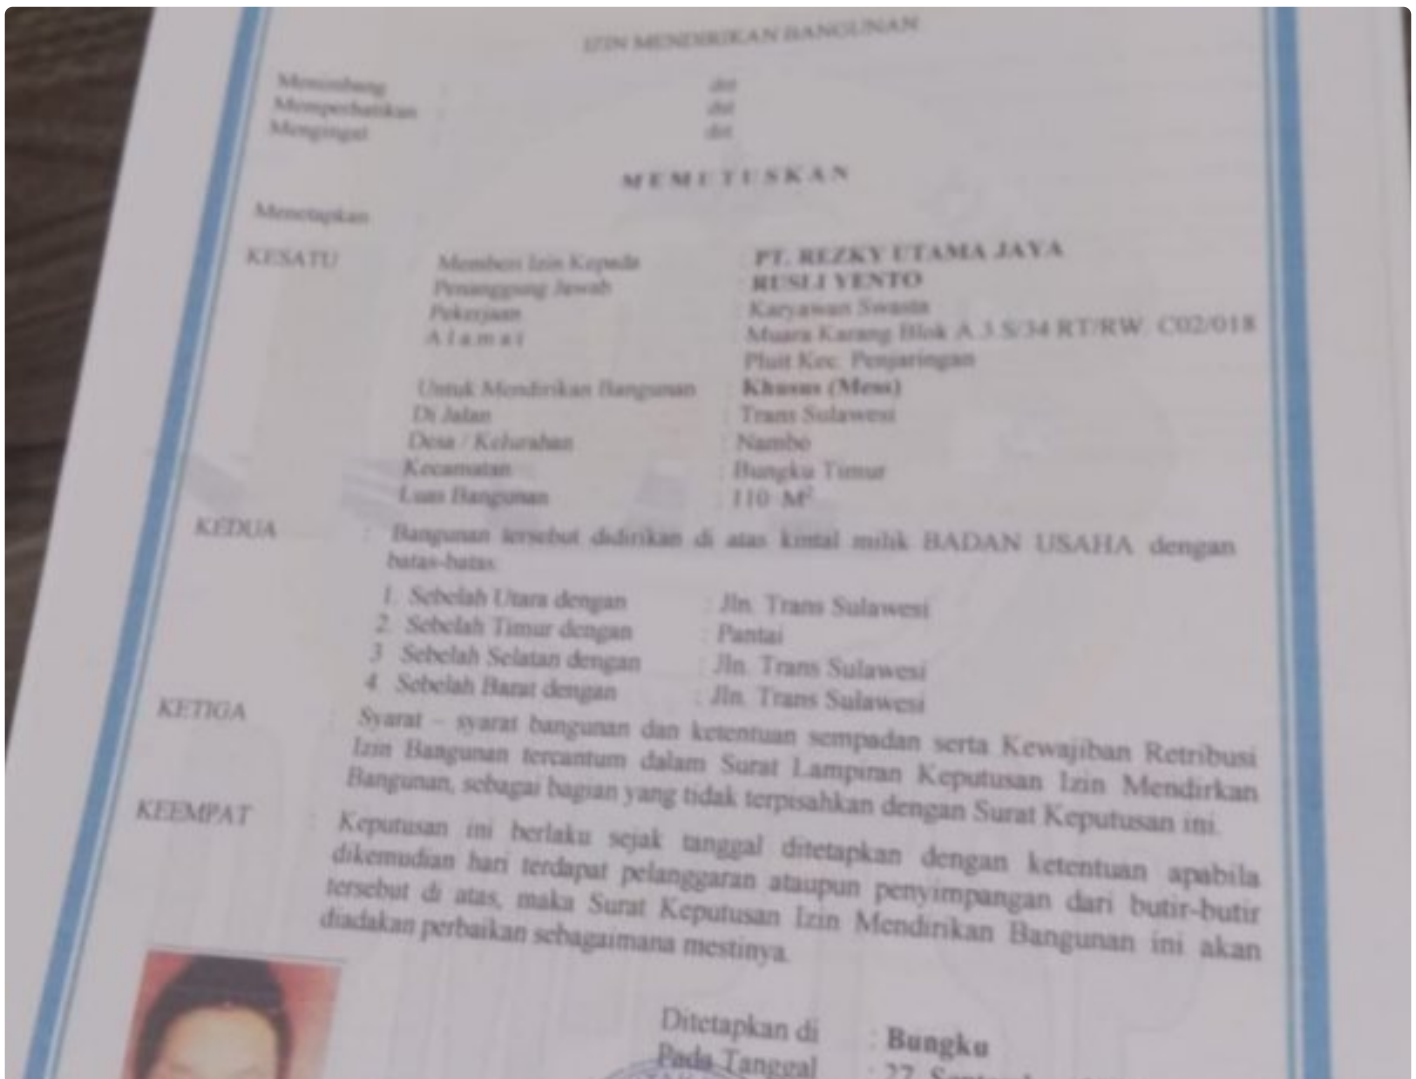 IZIN MENDIRIKAN BANGUNAN
Menimbang : dst
Memperhatikan : dst
Mengingat : dst
MEMUTUSKAN
Menetapkan
KESATU Memberi Izin Kepada : PT. REZKY UTAMA JAYA
Penanggung Jawab : RUSLI YENTO
Pekerjaan : Karyawan Swasta
Alamat : Muara Karang Blok A.3 S/34 RT/RW. C02/018
Pluit Kec. Penjaringan
Untuk Mendirikan Bangunan : Khusus (Mess)
Di Jalan : Trans Sulawesi
Desa / Kelurahan : Nambo
Kecamatan : Bungku Timur
Luas Bangunan : 110 M²
KEDUA : Bangunan tersebut didirikan di atas kintal milik BADAN USAHA dengan
batas-batas
1. Sebelah Utara dengan : Jln. Trans Sulawesi
2. Sebelah Timur dengan : Pantai
3 Sebelah Selatan dengan : Jln. Trans Sulawesi
4 Sebelah Barat dengan : Jln. Trans Sulawesi
KETIGA : Syarat – syarat bangunan dan ketentuan sempadan serta Kewajiban Retribusi
Izin Bangunan tercantum dalam Surat Lampiran Keputusan Izin Mendirkan
Bangunan, sebagai bagian yang tidak terpisahkan dengan Surat Keputusan ini.
KEEMPAT : Keputusan ini berlaku sejak tanggal ditetapkan dengan ketentuan apabila
dikemudian hari terdapat pelanggaran ataupun penyimpangan dari butir-butir
tersebut di atas, maka Surat Keputusan Izin Mendirikan Bangunan ini akan
diadakan perbaikan sebagaimana mestinya.
Ditetapkan di : Bungku
Pada Tanggal : 27